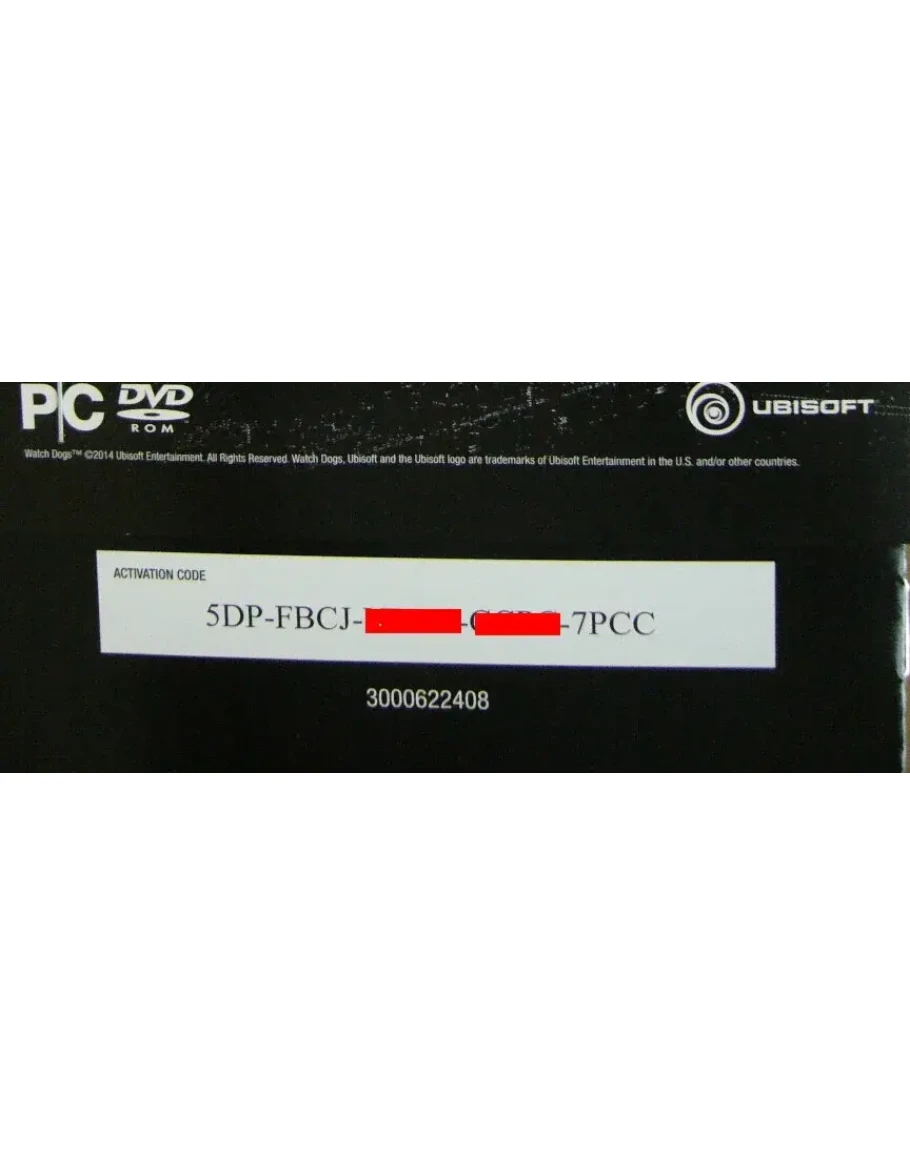 PC DVD ROM
UBISOFT
Watch Dogs™ ©2014 Ubisoft Entertainment. All Rights Reserved. Watch Dogs, Ubisoft and the Ubisoft logo are trademarks of Ubisoft Entertainment in the U.S. and/or other countries.
ACTIVATION CODE
5DP-FBCJ- - -7PCC
3000622408